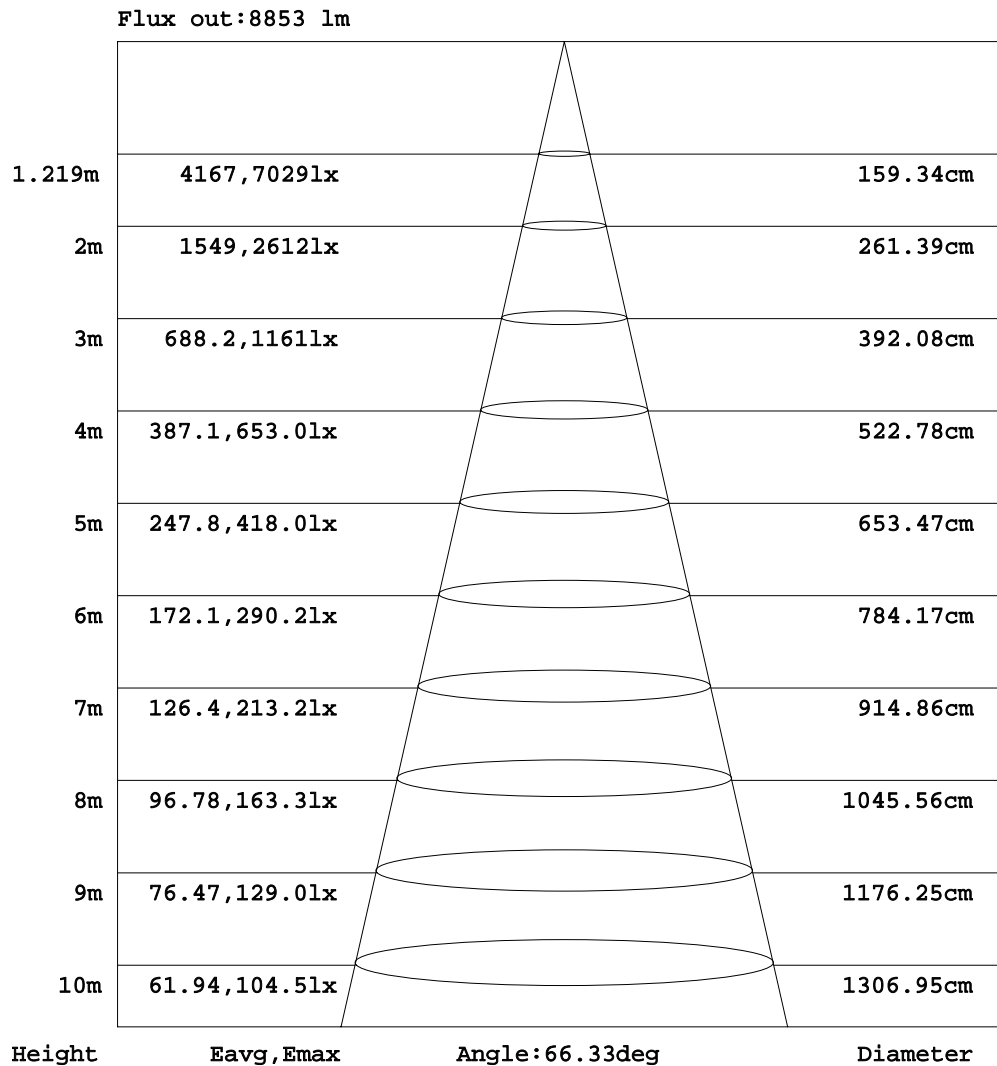 Flux out:8853 lm
1.219m 4167,7029lx 159.34cm
2m 1549,2612lx 261.39cm
3m 688.2,1161lx 392.08cm
4m 387.1,653.0lx 522.78cm
5m 247.8,418.0lx 653.47cm
6m 172.1,290.2lx 784.17cm
7m 126.4,213.2lx 914.86cm
8m 96.78,163.3lx 1045.56cm
9m 76.47,129.0lx 1176.25cm
10m 61.94,104.5lx 1306.95cm
Height Eavg,Emax Angle:66.33deg Diameter